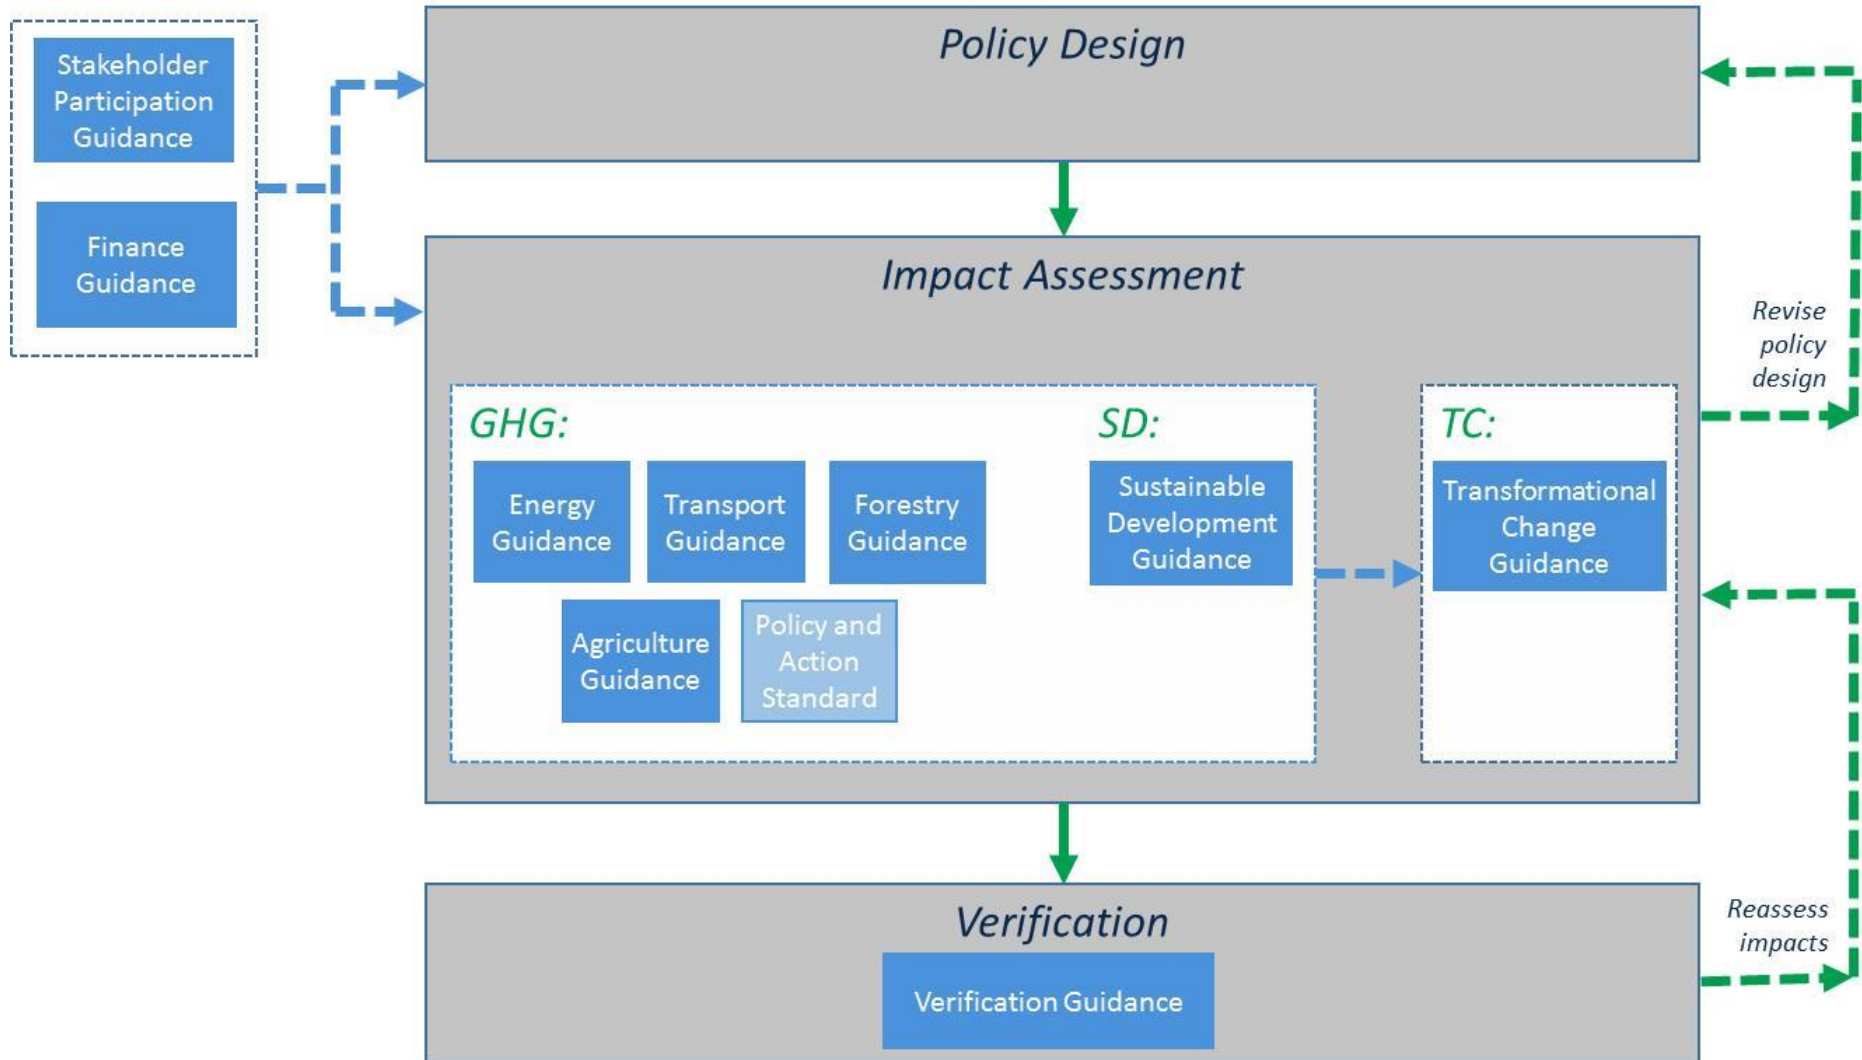 Policy Design
Stakeholder
Participation
Guidance
Finance
Guidance
Impact Assessment
Revise
policy
design
GHG:
SD:
TC:
Energy
Guidance
Transport
Guidance
Forestry
Guidance
Sustainable
Development
Guidance
Transformational
Change
Guidance
Agriculture
Guidance
Policy and
Action
Standard
Verification
Reassess
impacts
Verification Guidance